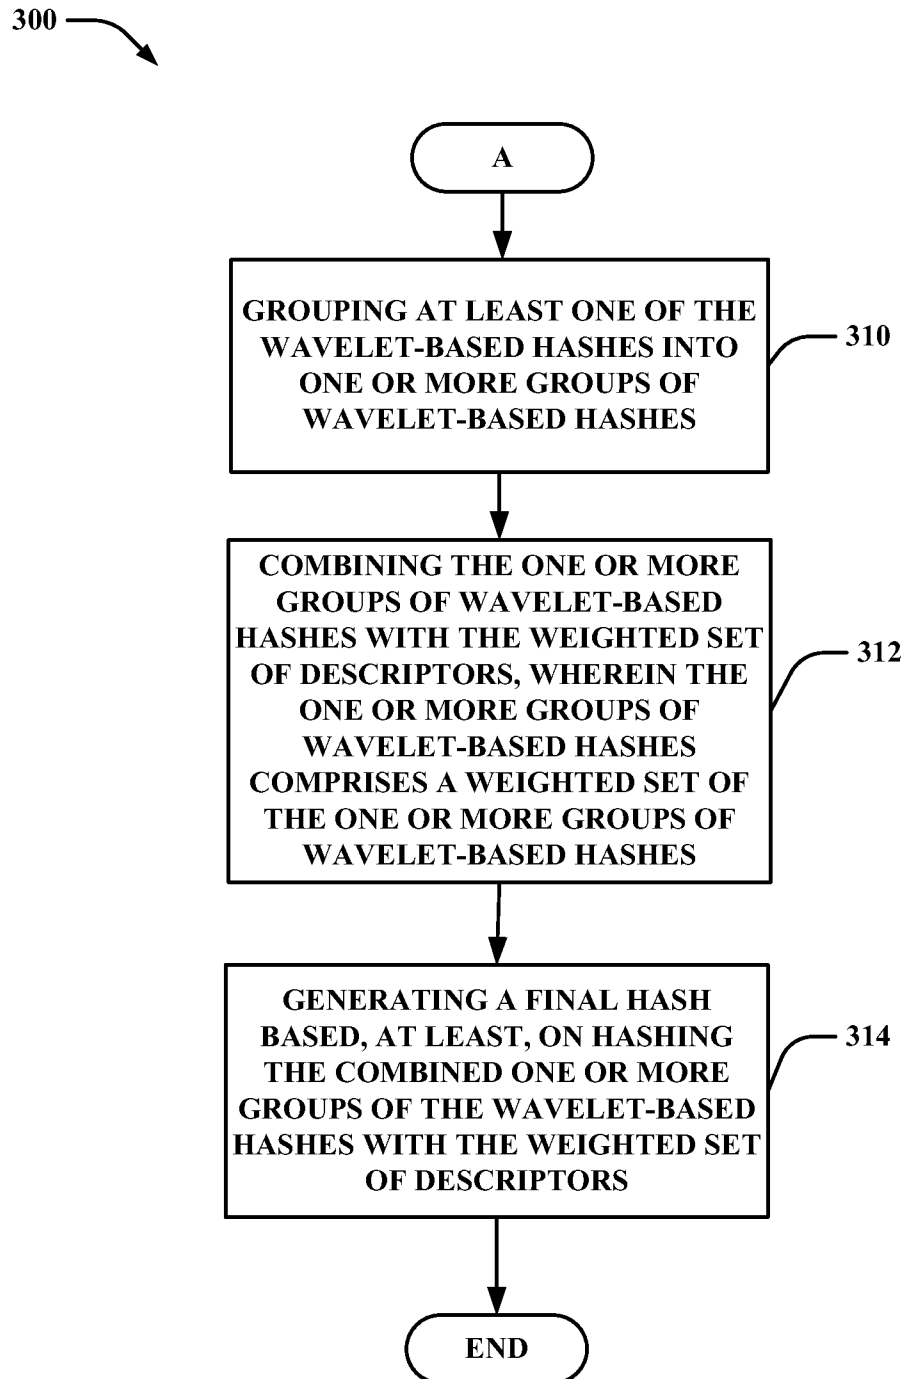 300
A
GROUPING AT LEAST ONE OF THE
WAVELET-BASED HASHES INTO
ONE OR MORE GROUPS OF
WAVELET-BASED HASHES
310
COMBINING THE ONE OR MORE
GROUPS OF WAVELET-BASED
HASHES WITH THE WEIGHTED SET
OF DESCRIPTORS, WHEREIN THE
ONE OR MORE GROUPS OF
WAVELET-BASED HASHES
COMPRISES A WEIGHTED SET OF
THE ONE OR MORE GROUPS OF
WAVELET-BASED HASHES
312
GENERATING A FINAL HASH
BASED, AT LEAST, ON HASHING
THE COMBINED ONE OR MORE
GROUPS OF THE WAVELET-BASED
HASHES WITH THE WEIGHTED SET
OF DESCRIPTORS
314
END